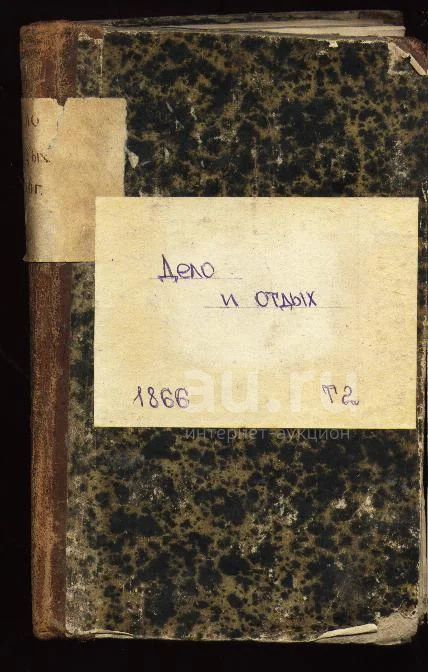 Дело
и отдых
1866 Т2
au.ru
интернет аукцион